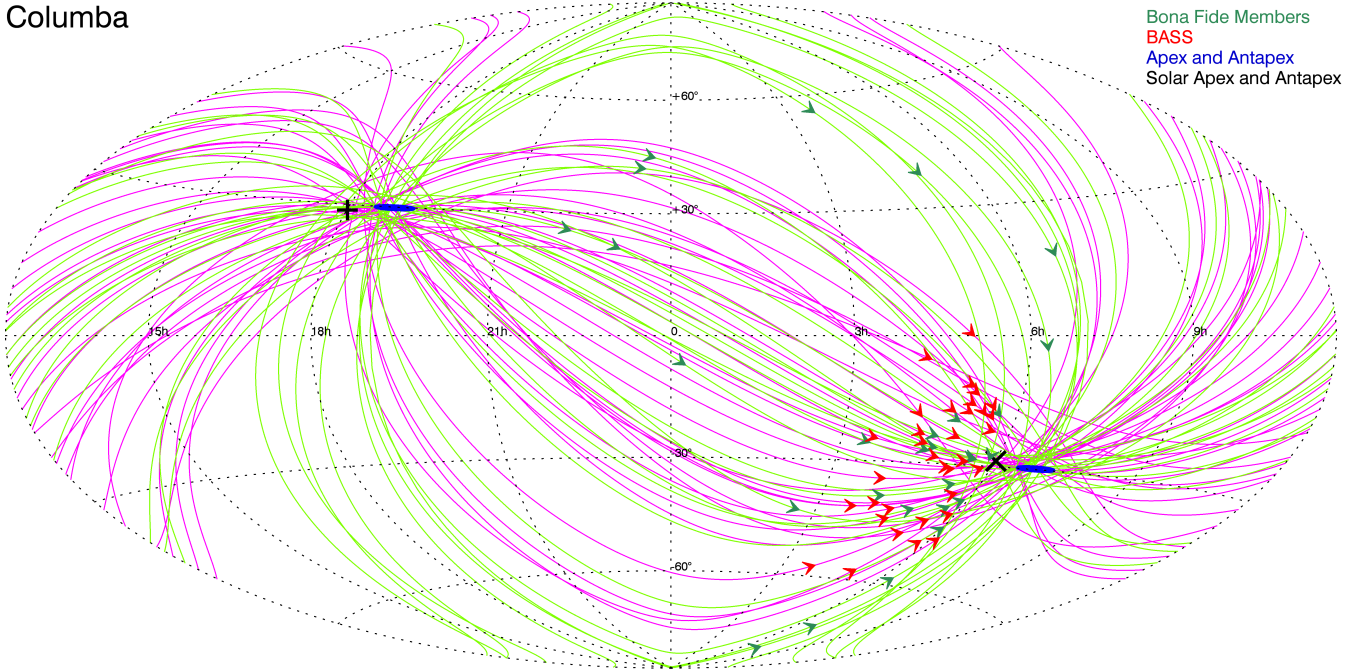 Columba
Bona Fide Members
BASS
Apex and Antapex
Solar Apex and Antapex
+60°
+30°
15h
18h
21h
0
3h
6h
9h
30°
-60°